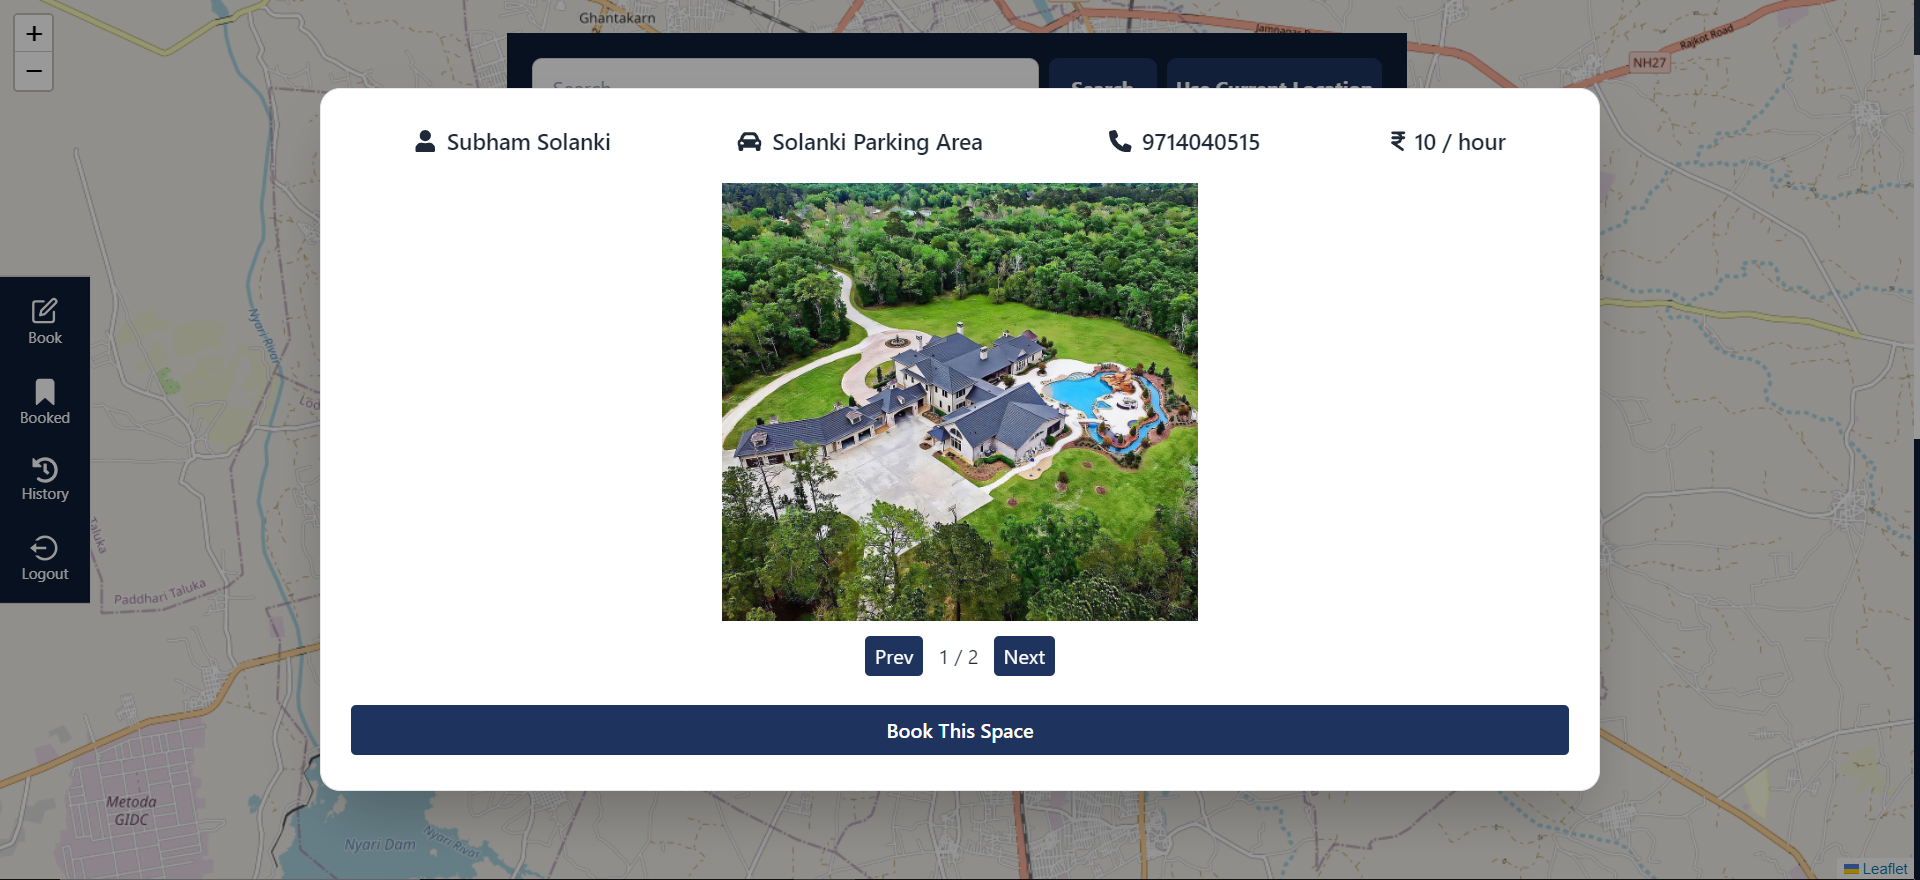 Ghantakarn
+
−
Jamnagar R
Rajkot Road
NH27
Search
Search
Use Current Location
Subham Solanki
Solanki Parking Area
9714040515
₹ 10 / hour
Book
Nyari River
Booked
Lod
History
Taluka
Logout
Paddhari Taluka
Prev
1 / 2
Next
Book This Space
Metoda
GIDC
Nyari Dam
Nyari River
Leaflet